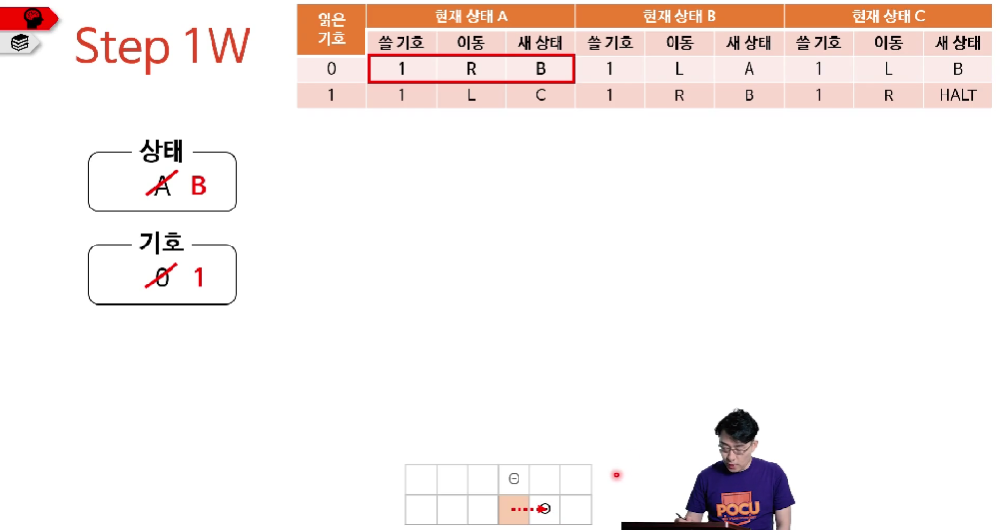 Step 1W
읽은 기호 현재 상태 A 현재 상태 B 현재 상태 C
쓸 기호 이동 새 상태 쓸 기호 이동 새 상태 쓸 기호 이동 새 상태
0 1 R B 1 L A 1 L B
1 1 L C 1 R B 1 R HALT
상태
A B
기호
0 1
POCU